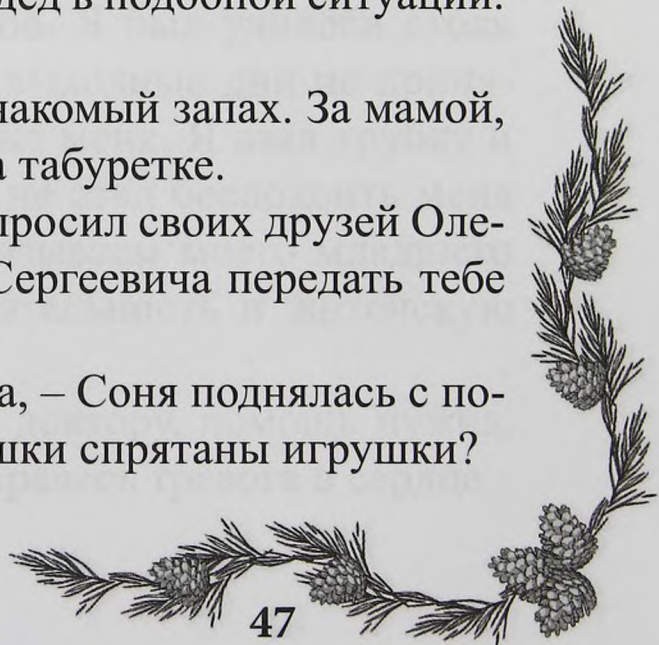 дед в подобной ситуации.
накомый запах. За мамой,
а табуретке.
просил своих друзей Оле-
Сергеевича передать тебе
а, – Соня поднялась с по-
шки спрятаны игрушки?
47